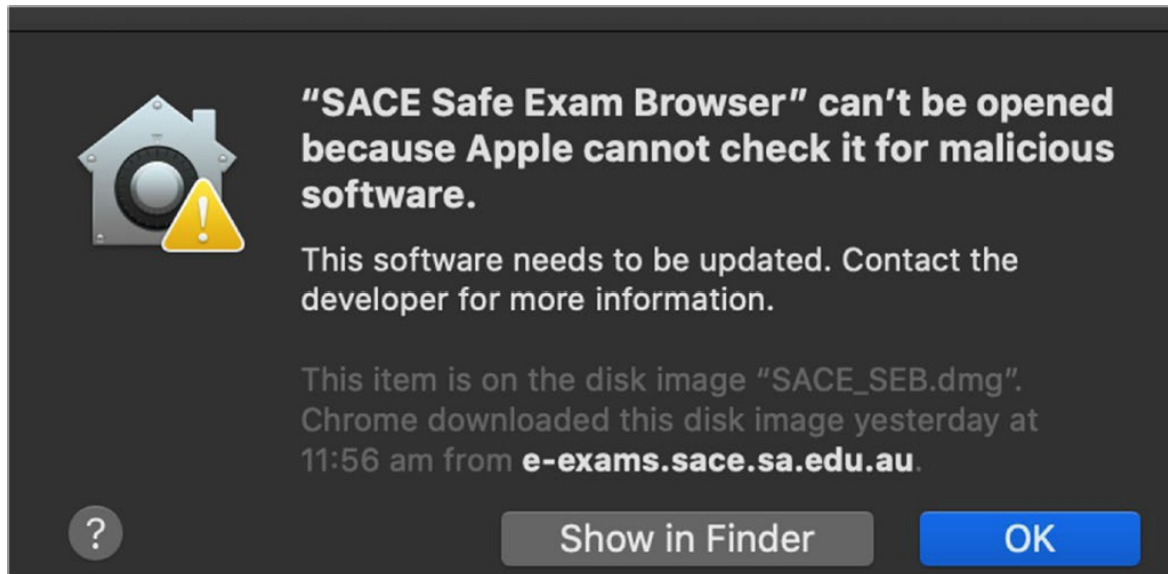 “SACE Safe Exam Browser” can’t be opened
because Apple cannot check it for malicious
software.
This software needs to be updated. Contact the
developer for more information.
This item is on the disk image “SACE_SEB.dmg”.
Chrome downloaded this disk image yesterday at
11:56 am from e-exams.sace.sa.edu.au.
?
Show in Finder
OK